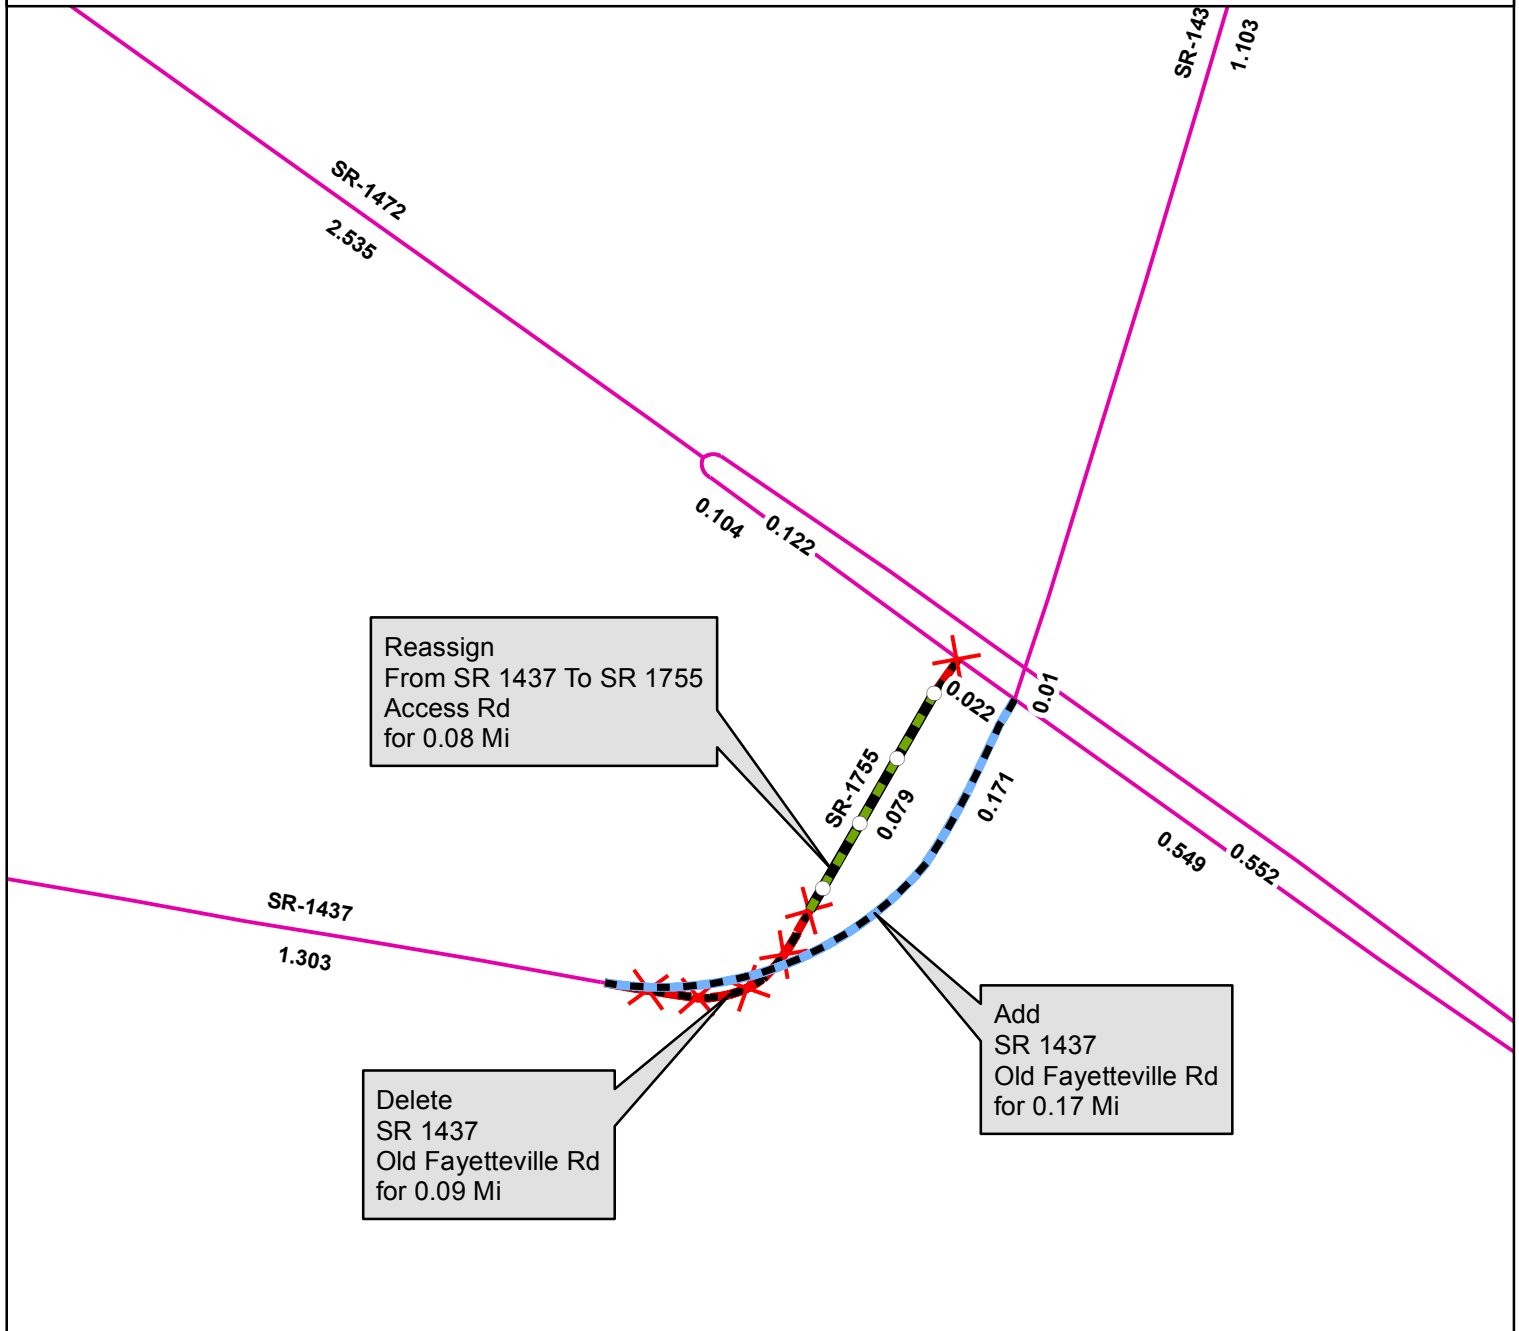 SR-143
1.103
SR-1472
2.535
0.104
0.122
Reassign
From SR 1437 To SR 1755
Access Rd
for 0.08 Mi
0.022
0.01
SR-1755
0.079
0.171
0.549
0.552
SR-1437
1.303
Add
SR 1437
Old Fayetteville Rd
for 0.17 Mi
Delete
SR 1437
Old Fayetteville Rd
for 0.09 Mi